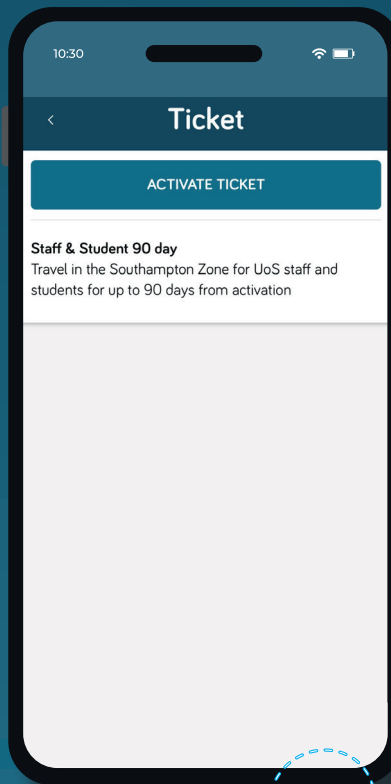 10:30
Ticket
ACTIVATE TICKET
Staff & Student 90 day
Travel in the Southampton Zone for UoS staff and
students for up to 90 days from activation